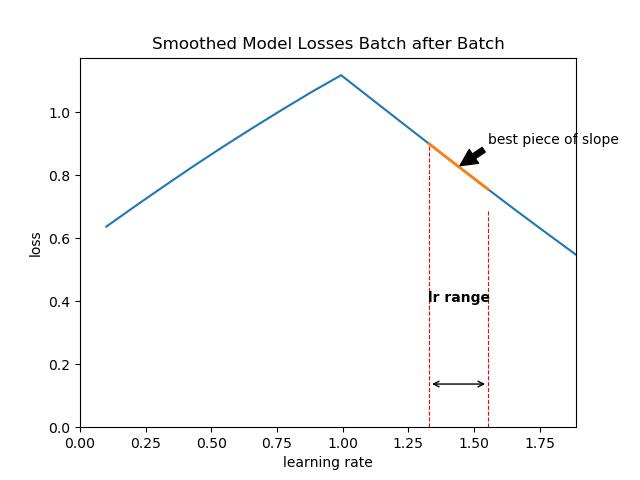 Smoothed Model Losses Batch after Batch
best piece of slope
lr range
loss
1.0
0.8
0.6
0.4
0.2
0.0
0.00 0.25 0.50 0.75 1.00 1.25 1.50 1.75
learning rate